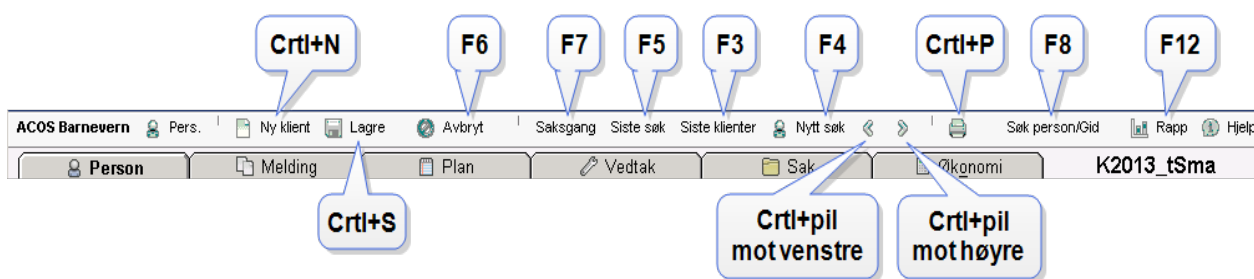 Crtl+N
F6
F7
F5
F3
F4
Crtl+P
F8
F12
ACOS Barnevern Pers. Ny klient Lagre Avbryt Saksgang Siste søk Siste klienter Nytt søk Søk person/Gid Rapp Hjelp
Person Melding Plan Vedtak Sak Økonomi K2013_tSma
Crtl+S
Crtl+pil
mot venstre
Crtl+pil
mot høyre